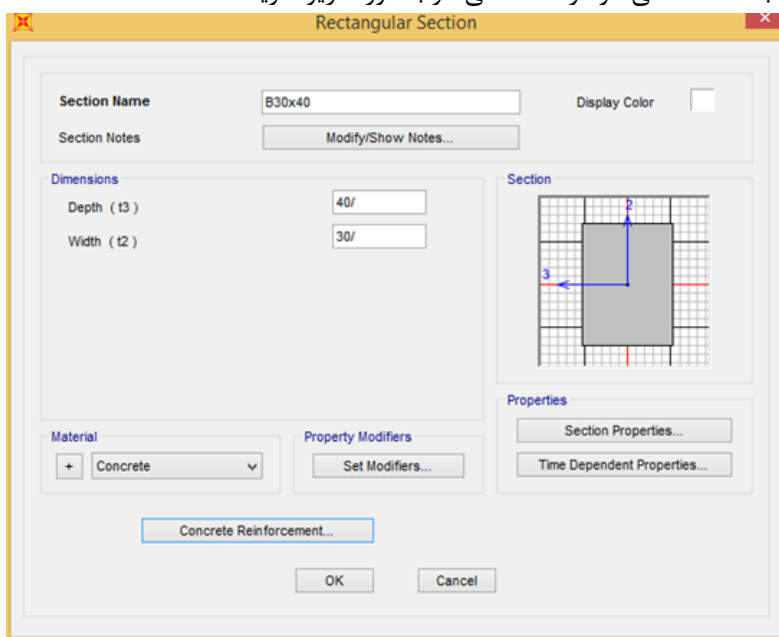 Rectangular Section
Section Name B30x40 Display Color
Section Notes Modify/Show Notes...
Dimensions
Depth ( t3 ) 40/
Width ( t2 ) 30/
Section
2
3
Properties
Section Properties...
Time Dependent Properties...
Material
+ Concrete
Property Modifiers
Set Modifiers...
Concrete Reinforcement...
OK Cancel